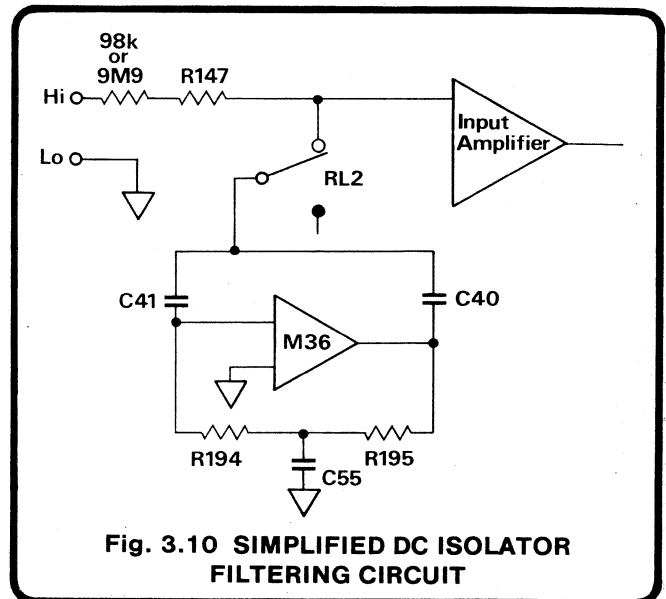 98k
or
9M9
R147
Hi
Input
Amplifier
Lo
RL2
C41
C40
M36
R194
R195
C55
Fig. 3.10 SIMPLIFIED DC ISOLATOR
FILTERING CIRCUIT